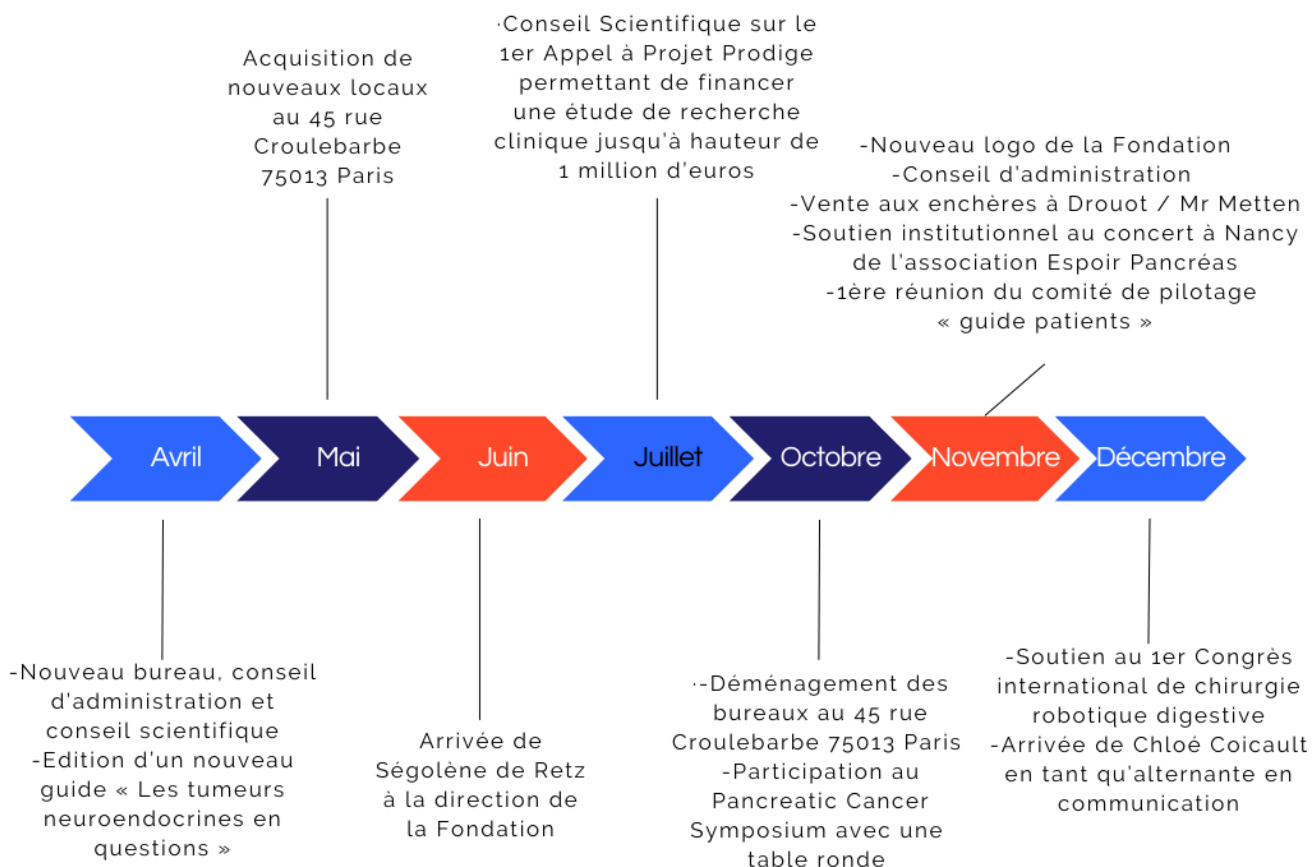 Acquisition de
nouveaux locaux
au 45 rue
Croulebarbe
75013 Paris
·Conseil Scientifique sur le
1er Appel à Projet Prodige
permettant de financer
une étude de recherche
clinique jusqu'à hauteur de
1 million d'euros
-Nouveau logo de la Fondation
-Conseil d'administration
-Vente aux enchères à Drouot / Mr Metten
-Soutien institutionnel au concert à Nancy
de l'association Espoir Pancréas
-1ère réunion du comité de pilotage
« guide patients »
Avril
Mai
Juin
Juillet
Octobre
Novembre
Décembre
-Nouveau bureau, conseil
d'administration et
conseil scientifique
-Edition d'un nouveau
guide « Les tumeurs
neuroendocrines en
questions »
Arrivée de
Ségolène de Retz
à la direction de
la Fondation
·-Déménagement des
bureaux au 45 rue
Croulebarbe 75013 Paris
-Participation au
Pancreatic Cancer
Symposium avec une
table ronde
-Soutien au 1er Congrès
international de chirurgie
robotique digestive
-Arrivée de Chloé Coicault
en tant qu'alternante en
communication